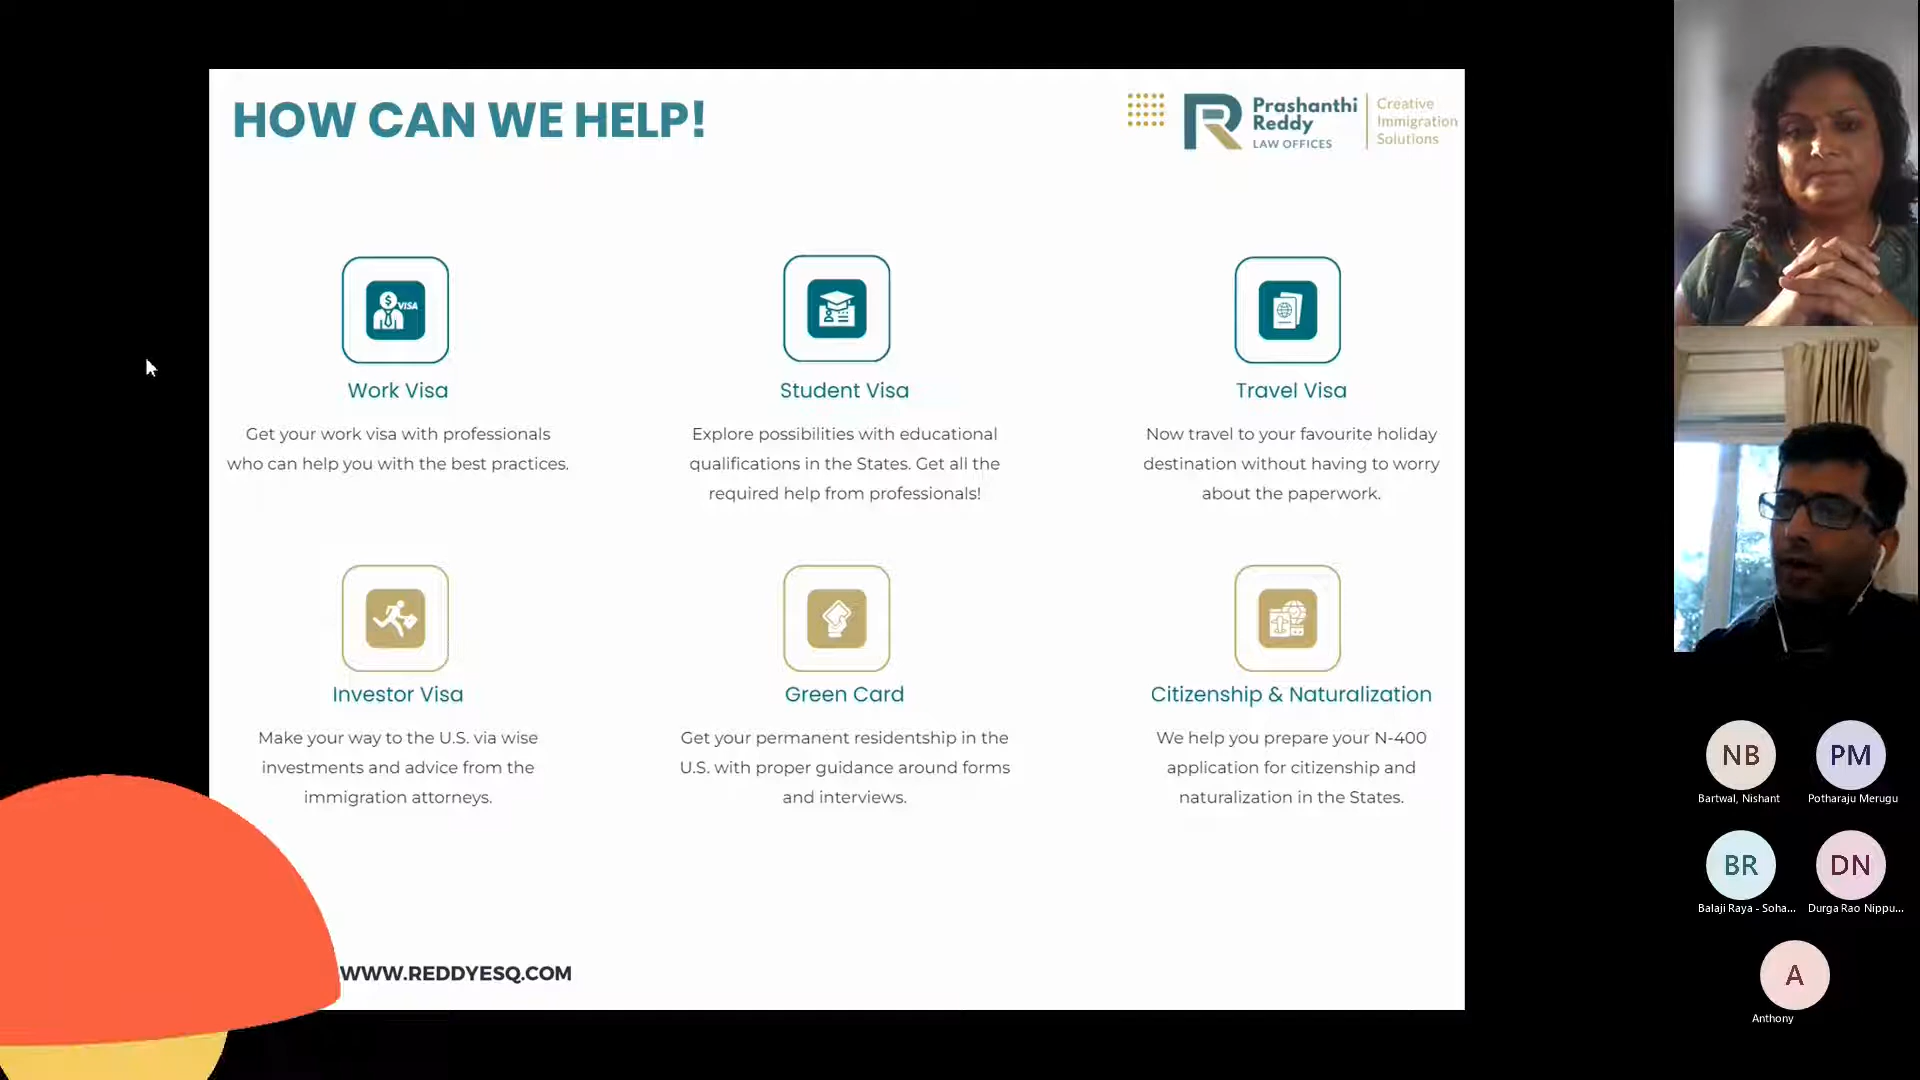 HOW CAN WE HELP!
Prashanthi
Reddy
LAW OFFICES
Creative
Immigration
Solutions
VISA
Work Visa
Get your work visa with professionals
who can help you with the best practices.
Student Visa
Explore possibilities with educational
qualifications in the States. Get all the
required help from professionals!
Travel Visa
Now travel to your favourite holiday
destination without having to worry
about the paperwork.
Investor Visa
Make your way to the U.S. via wise
investments and advice from the
immigration attorneys.
Green Card
Get your permanent residentship in the
U.S. with proper guidance around forms
and interviews.
Citizenship & Naturalization
We help you prepare your N-400
application for citizenship and
naturalization in the States.
WWW.REDDYESQ.COM
NB
Bartwal, Nishant
PM
Potharaju Merugu
BR
Balaji Raya - Soha...
DN
Durga Rao Nippu...
A
Anthony